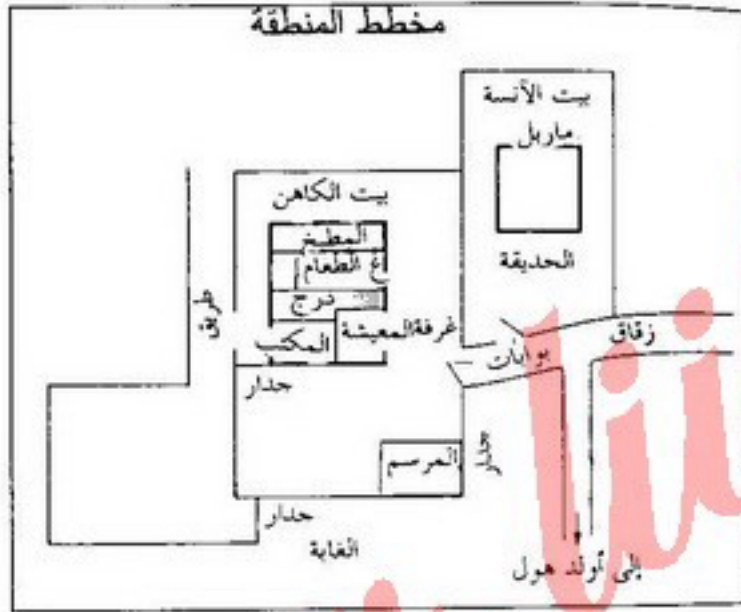 مخطط المنطقة
بيت الآنسة
ماربل
بيت الكاهن
المطبخ
غ الطعام
درج
المكتب
غرفة المعيشة
الحديقة
طريق
زقاق
بوابات
جدار
المرسم
جدار
جدار
الغابة
إلى أولد هول